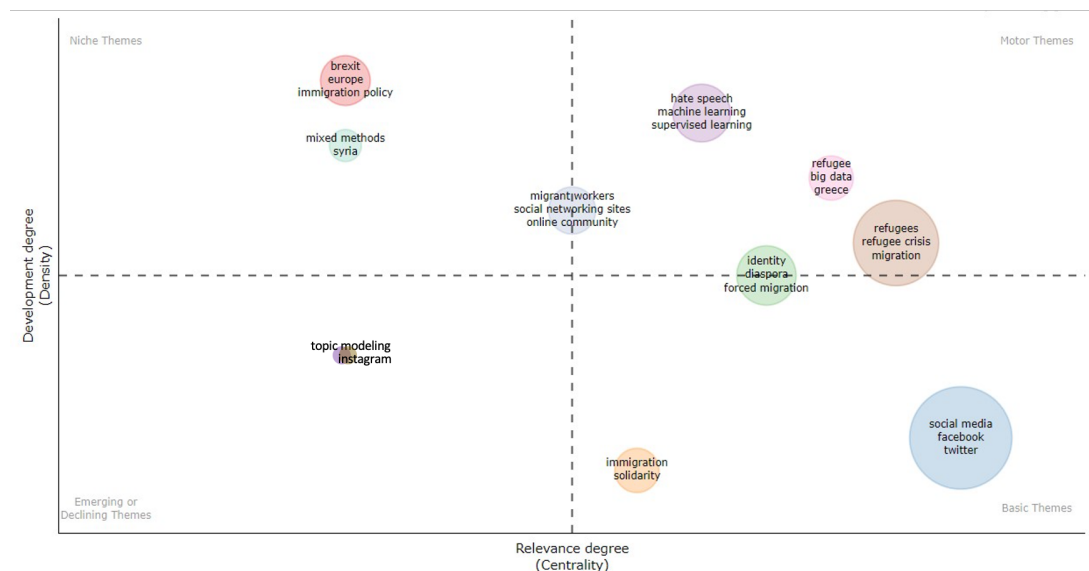 Niche Themes
Motor Themes
brexit
europe
immigration policy
hate speech
machine learning
supervised learning
mixed methods
syria
refugee
big data
greece
migrant workers
social networking sites
online community
refugees
refugee crisis
migration
identity
diaspora
forced migration
Development degree
(Density)
topic modeling
instagram
social media
facebook
twitter
immigration
solidarity
Emerging or
Declining Themes
Basic Themes
Relevance degree
(Centrality)